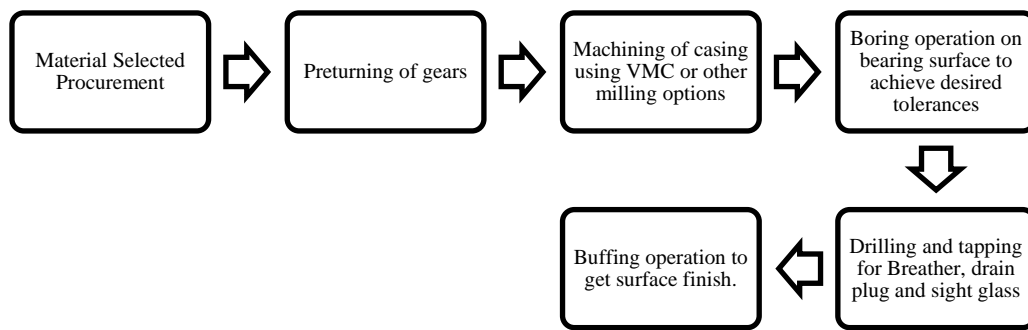 Material Selected
Procurement
Preturning of gears
Machining of casing
using VMC or other
milling options
Boring operation on
bearing surface to
achieve desired
tolerances
Drilling and tapping
for Breather, drain
plug and sight glass
Buffing operation to
get surface finish.